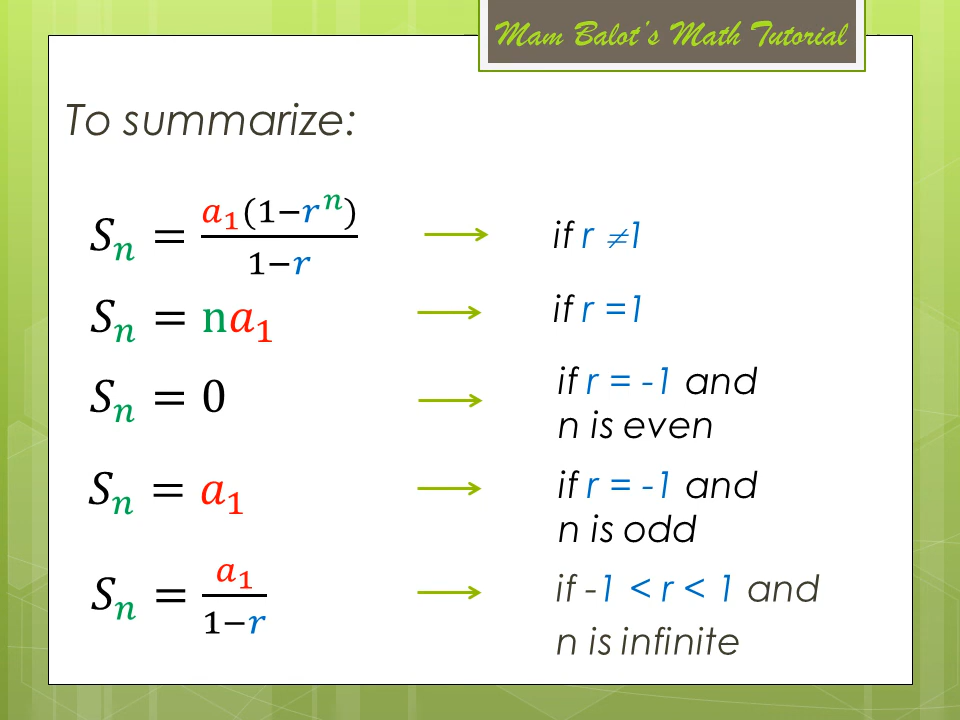 Mam Balot's Math Tutorial
To summarize:
Sₙ = a₁(1−rⁿ)/1−r → if r ≠1
Sₙ = na₁ → if r =1
Sₙ = 0 → if r = -1 and
n is even
Sₙ = a₁ → if r = -1 and
n is odd
Sₙ = a₁/1−r → if -1 < r < 1 and
n is infinite